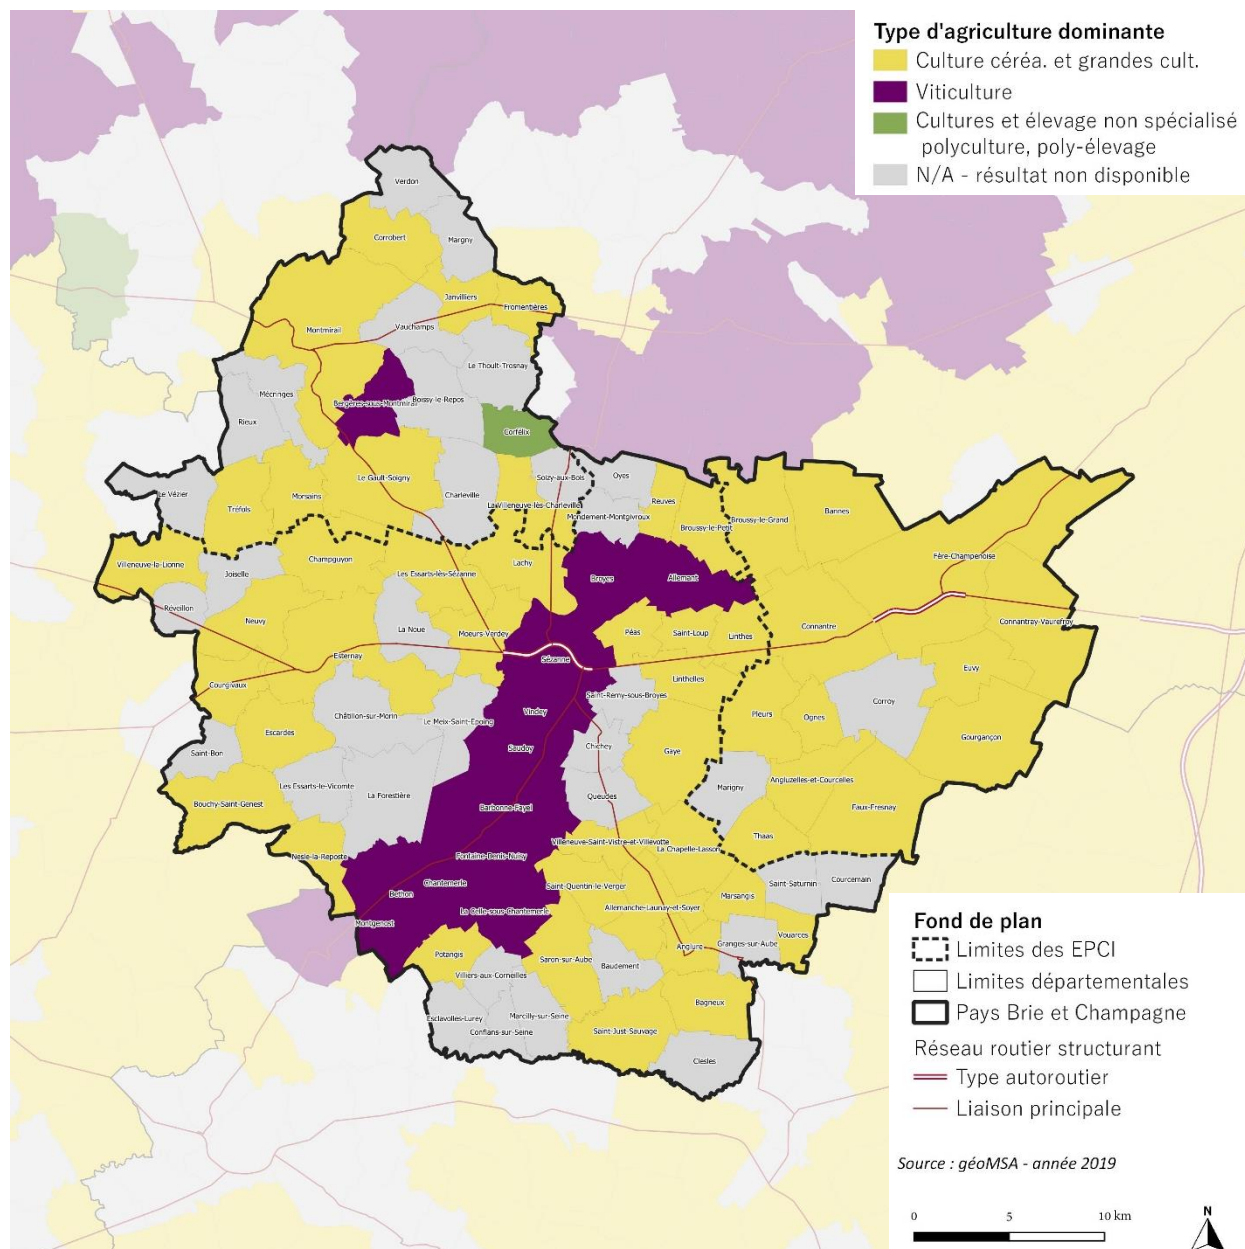 Type d'agriculture dominante
Culture céréa. et grandes cult.
Viticulture
Cultures et élevage non spécialisé
polyculture, poly-élevage
N/A - résultat non disponible
Verdon
Margny
Corrobert
Janvilliers
Fromentières
Vauchamps
Montmirail
Le Thoult-Trosnay
Mécringes
Bergères-sous-Montmirail
Boissy-le-Repos
Rieux
Corfélix
Le Gault-Soigny
Soizy-aux-Bois
Oyes
Le Vézier
Morsains
Charleville
Reuves
Tréfols
La Villeneuve-lès-Charleville
Mondement-Montgivroux
Broussy-le-Petit
Broussy-le-Grand
Bannes
Fère-Champenoise
Villeneuve-la-Lionne
Champguyon
Joiselle
Les Essarts-lès-Sézanne
Lachy
Broyes
Allemant
Réveillon
Neuvy
La Noue
Moeurs-Verdey
Péas
Saint-Loup
Linthes
Connantre
Connantray-Vaurefroy
Esternay
Sézanne
Linthelles
Euvy
Courgivaux
Saint-Remy-sous-Broyes
Corroy
Châtillon-sur-Morin
Le Meix-Saint-Epoing
Vindey
Pleurs
Ognes
Escardes
Gourgançon
Saint-Bon
Saudoy
Chichey
Gaye
Les Essarts-le-Vicomte
La Forestière
Queudes
Marigny
Angluzelles-et-Courcelles
Bouchy-Saint-Genest
Barbonne-Fayel
Faux-Fresnay
Thaas
Nesle-la-Reposte
Fontaine-Denis-Nuisy
Villeneuve-Saint-Vistre-et-Villevotte
La Chapelle-Lasson
Bethon
Chantemerle
Saint-Quentin-le-Verger
Marsangis
Saint-Saturnin
Courcemain
Montgenost
La Celle-sous-Chantemerle
Allemanche-Launay-et-Soyer
Vouarces
Potangis
Saron-sur-Aube
Anglure
Granges-sur-Aube
Villiers-aux-Corneilles
Baudement
Bagneux
Esclavolles-Lurey
Marcilly-sur-Seine
Conflans-sur-Seine
Saint-Just-Sauvage
Clesles
Fond de plan
Limites des EPCI
Limites départementales
Pays Brie et Champagne
Réseau routier structurant
Type autoroutier
Liaison principale
Source : géoMSA - année 2019
0 5 10 km
N